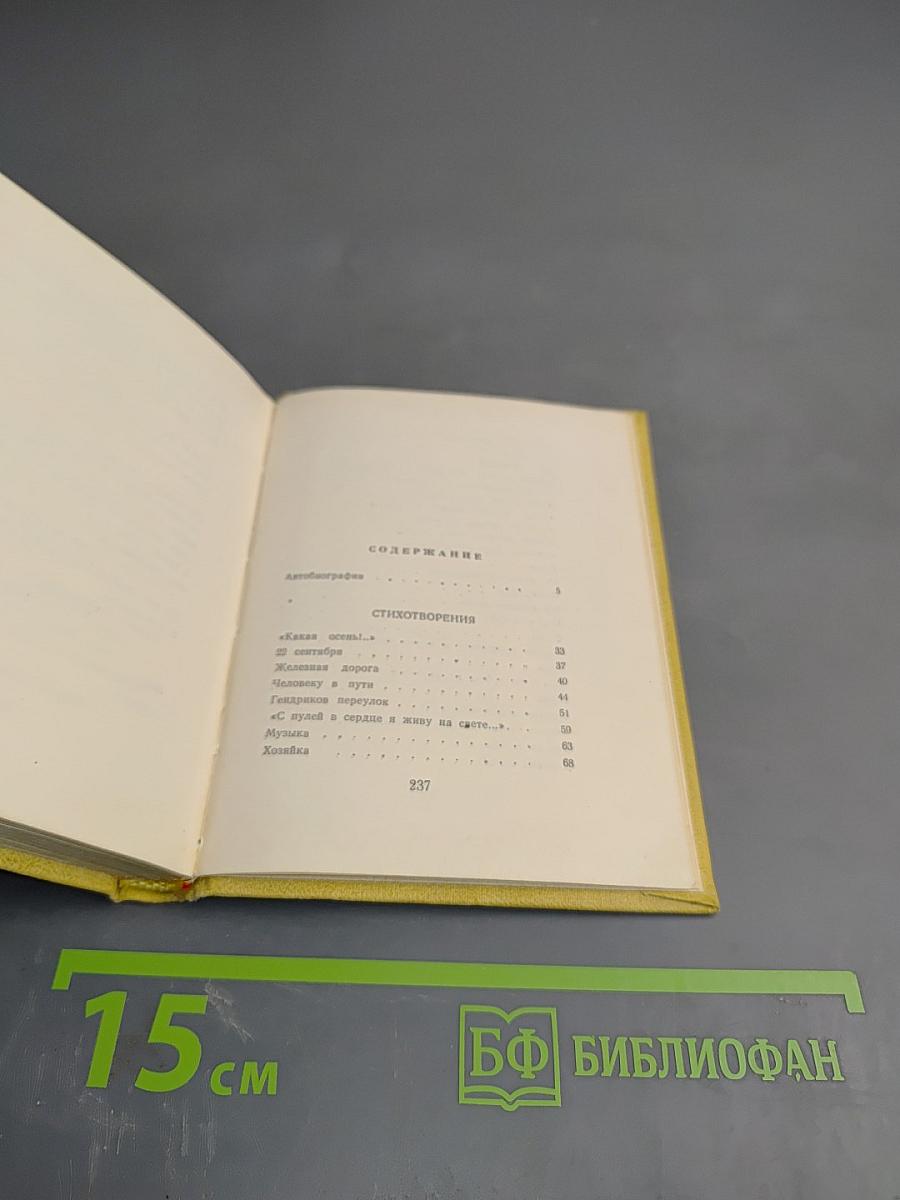 СОДЕРЖАНИЕ
Автобиография . . . . . . . . . . . 5
СТИХОТВОРЕНИЯ
«Какая осень!..» . . . . . . . . . . . 33
22 сентября . . . . . . . . . . . . 37
Железная дорога . . . . . . . . . . . 40
Человеку в пути . . . . . . . . . . . 44
Гендриков переулок . . . . . . . . . . 51
«С пулей в сердце я живу на свете...» . . . 59
Музыка . . . . . . . . . . . . . . 63
Хозяйка . . . . . . . . . . . . . . 68
237
15 см
БФ БИБЛИОФАН